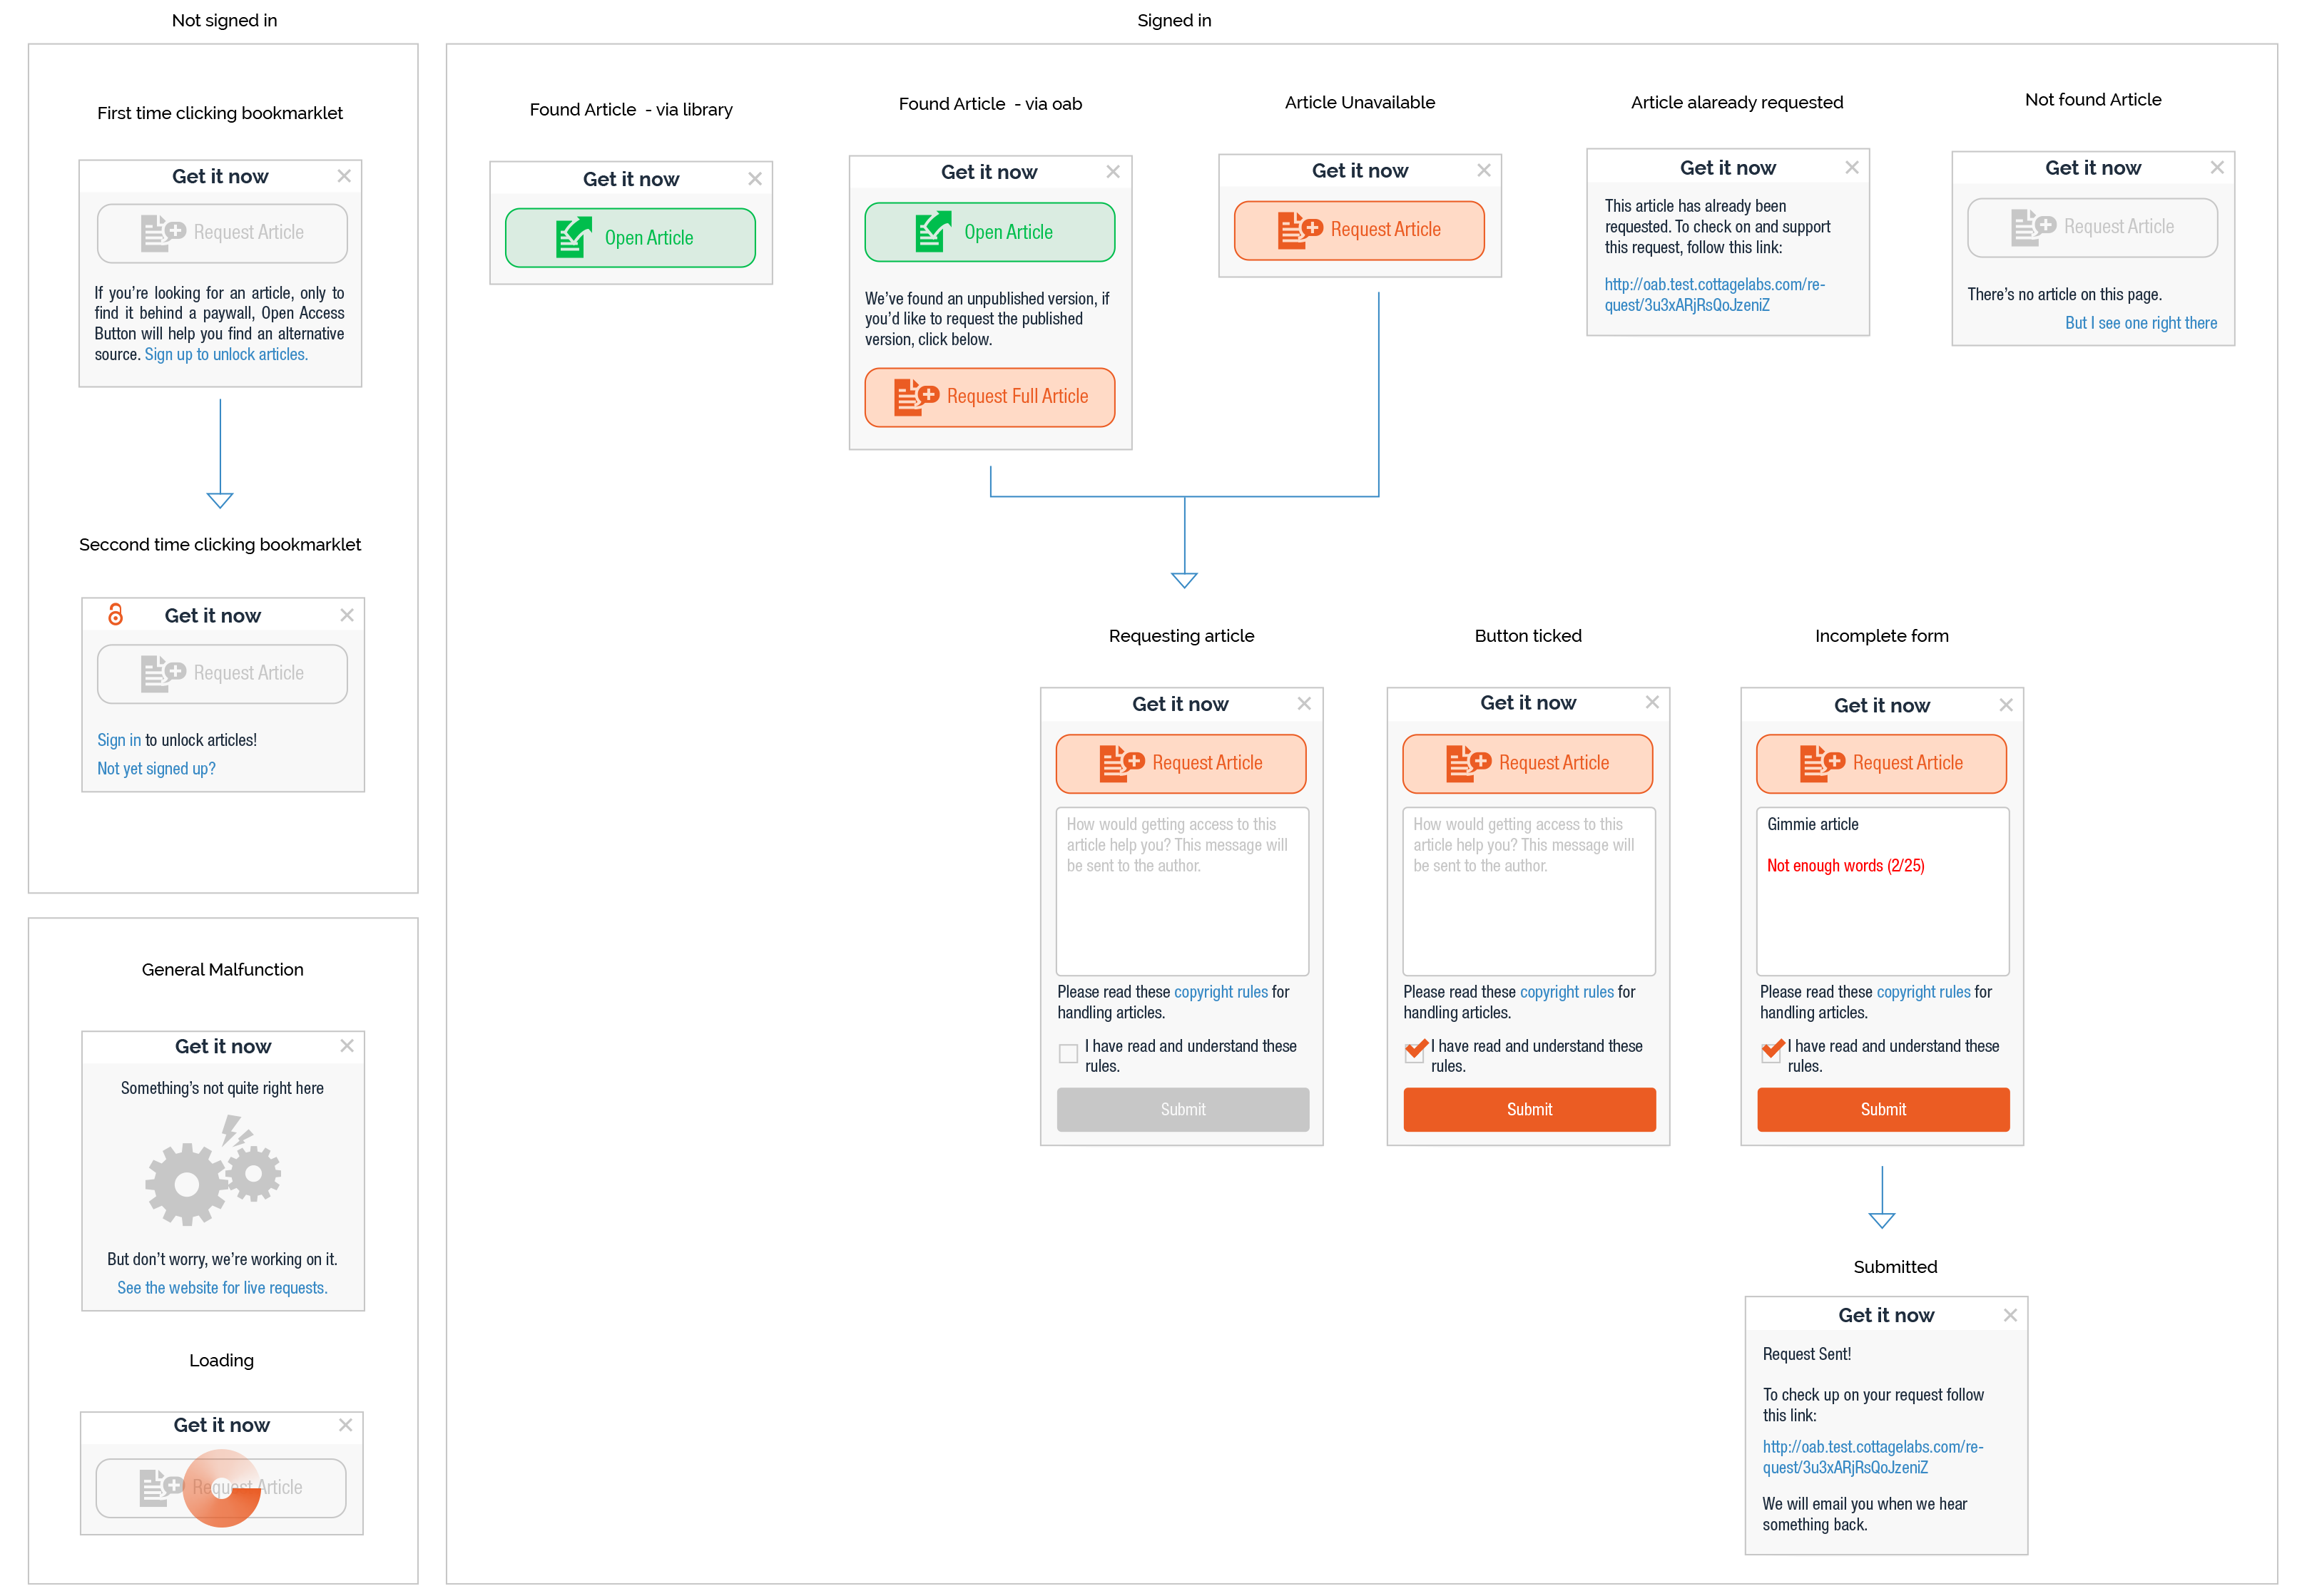 Not signed in
First time clicking bookmarklet
Get it now
Request Article
If you’re looking for an article, only to
find it behind a paywall, Open Access
Button will help you find an alternative
source. Sign up to unlock articles.
Seccond time clicking bookmarklet
Get it now
Request Article
Sign in to unlock articles!
Not yet signed up?
General Malfunction
Get it now
Something’s not quite right here
But don’t worry, we’re working on it.
See the website for live requests.
Loading
Get it now
Request Article
Signed in
Found Article - via library
Get it now
Open Article
Found Article - via oab
Get it now
Open Article
We’ve found an unpublished version, if
you’d like to request the published
version, click below.
Request Full Article
Article Unavailable
Get it now
Request Article
Article alaready requested
Get it now
This article has already been
requested. To check on and support
this request, follow this link:
http://oab.test.cottagelabs.com/re-
quest/3u3xARjRsQoJzeniZ
Not found Article
Get it now
Request Article
There’s no article on this page.
But I see one right there
Requesting article
Get it now
Request Article
How would getting access to this
article help you? This message will
be sent to the author.
Please read these copyright rules for
handling articles.
I have read and understand these
rules.
Submit
Button ticked
Get it now
Request Article
How would getting access to this
article help you? This message will
be sent to the author.
Please read these copyright rules for
handling articles.
I have read and understand these
rules.
Submit
Incomplete form
Get it now
Request Article
Gimmie article
Not enough words (2/25)
Please read these copyright rules for
handling articles.
I have read and understand these
rules.
Submit
Submitted
Get it now
Request Sent!
To check up on your request follow
this link:
http://oab.test.cottagelabs.com/re-
quest/3u3xARjRsQoJzeniZ
We will email you when we hear
something back.